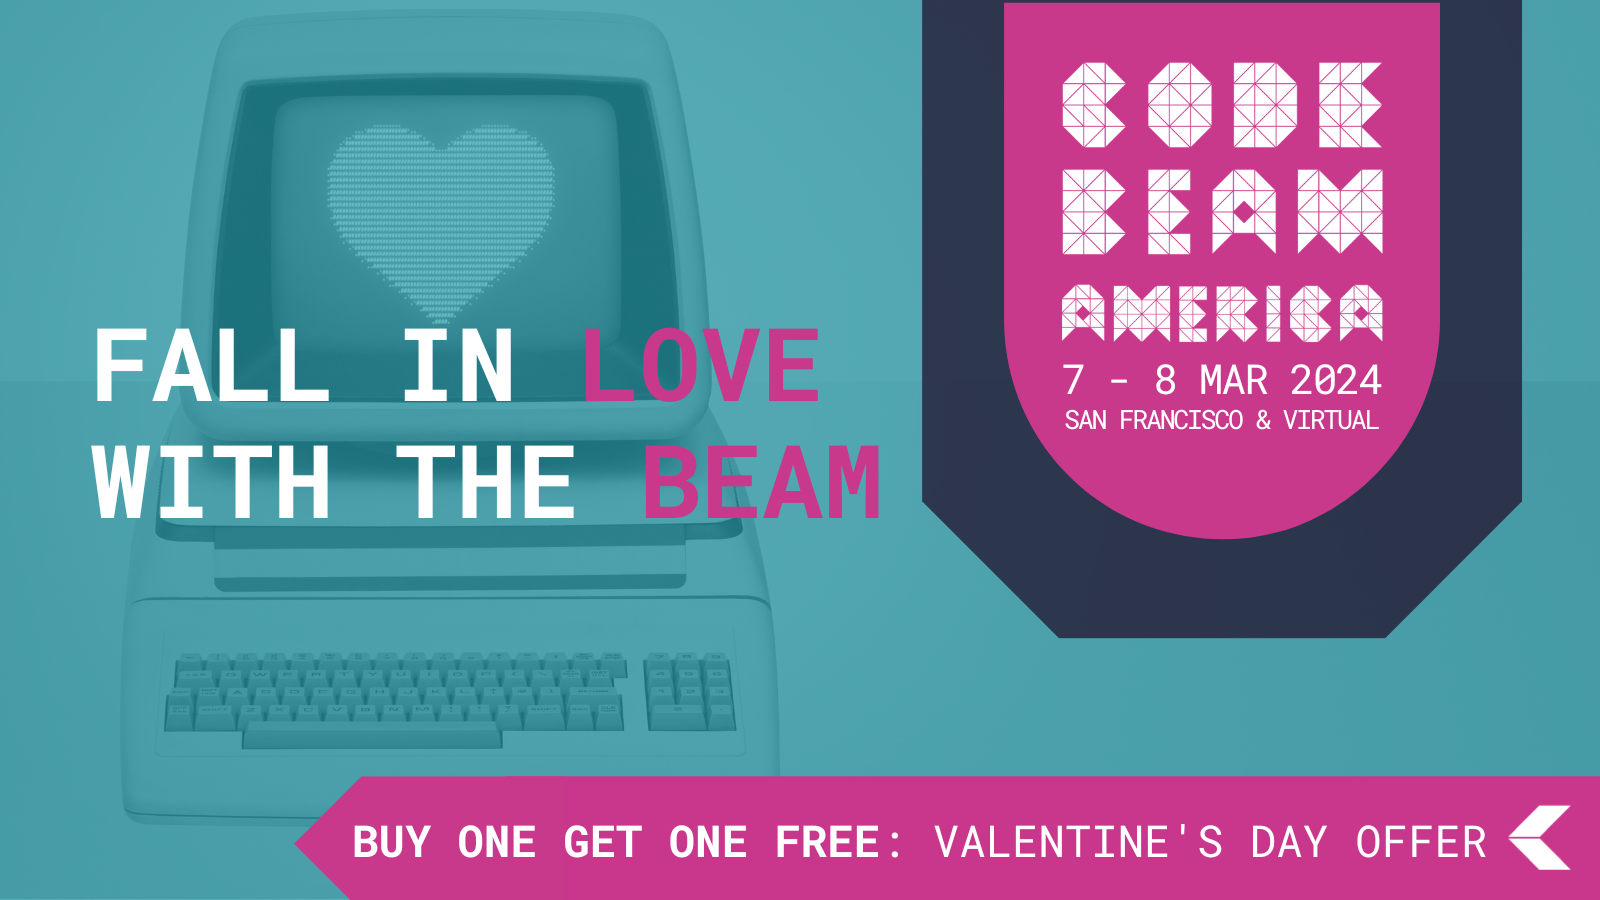 FALL IN LOVE
WITH THE BEAM
CODE
BEAM
AMERICA
7 - 8 MAR 2024
SAN FRANCISCO & VIRTUAL
BUY ONE GET ONE FREE: VALENTINE'S DAY OFFER